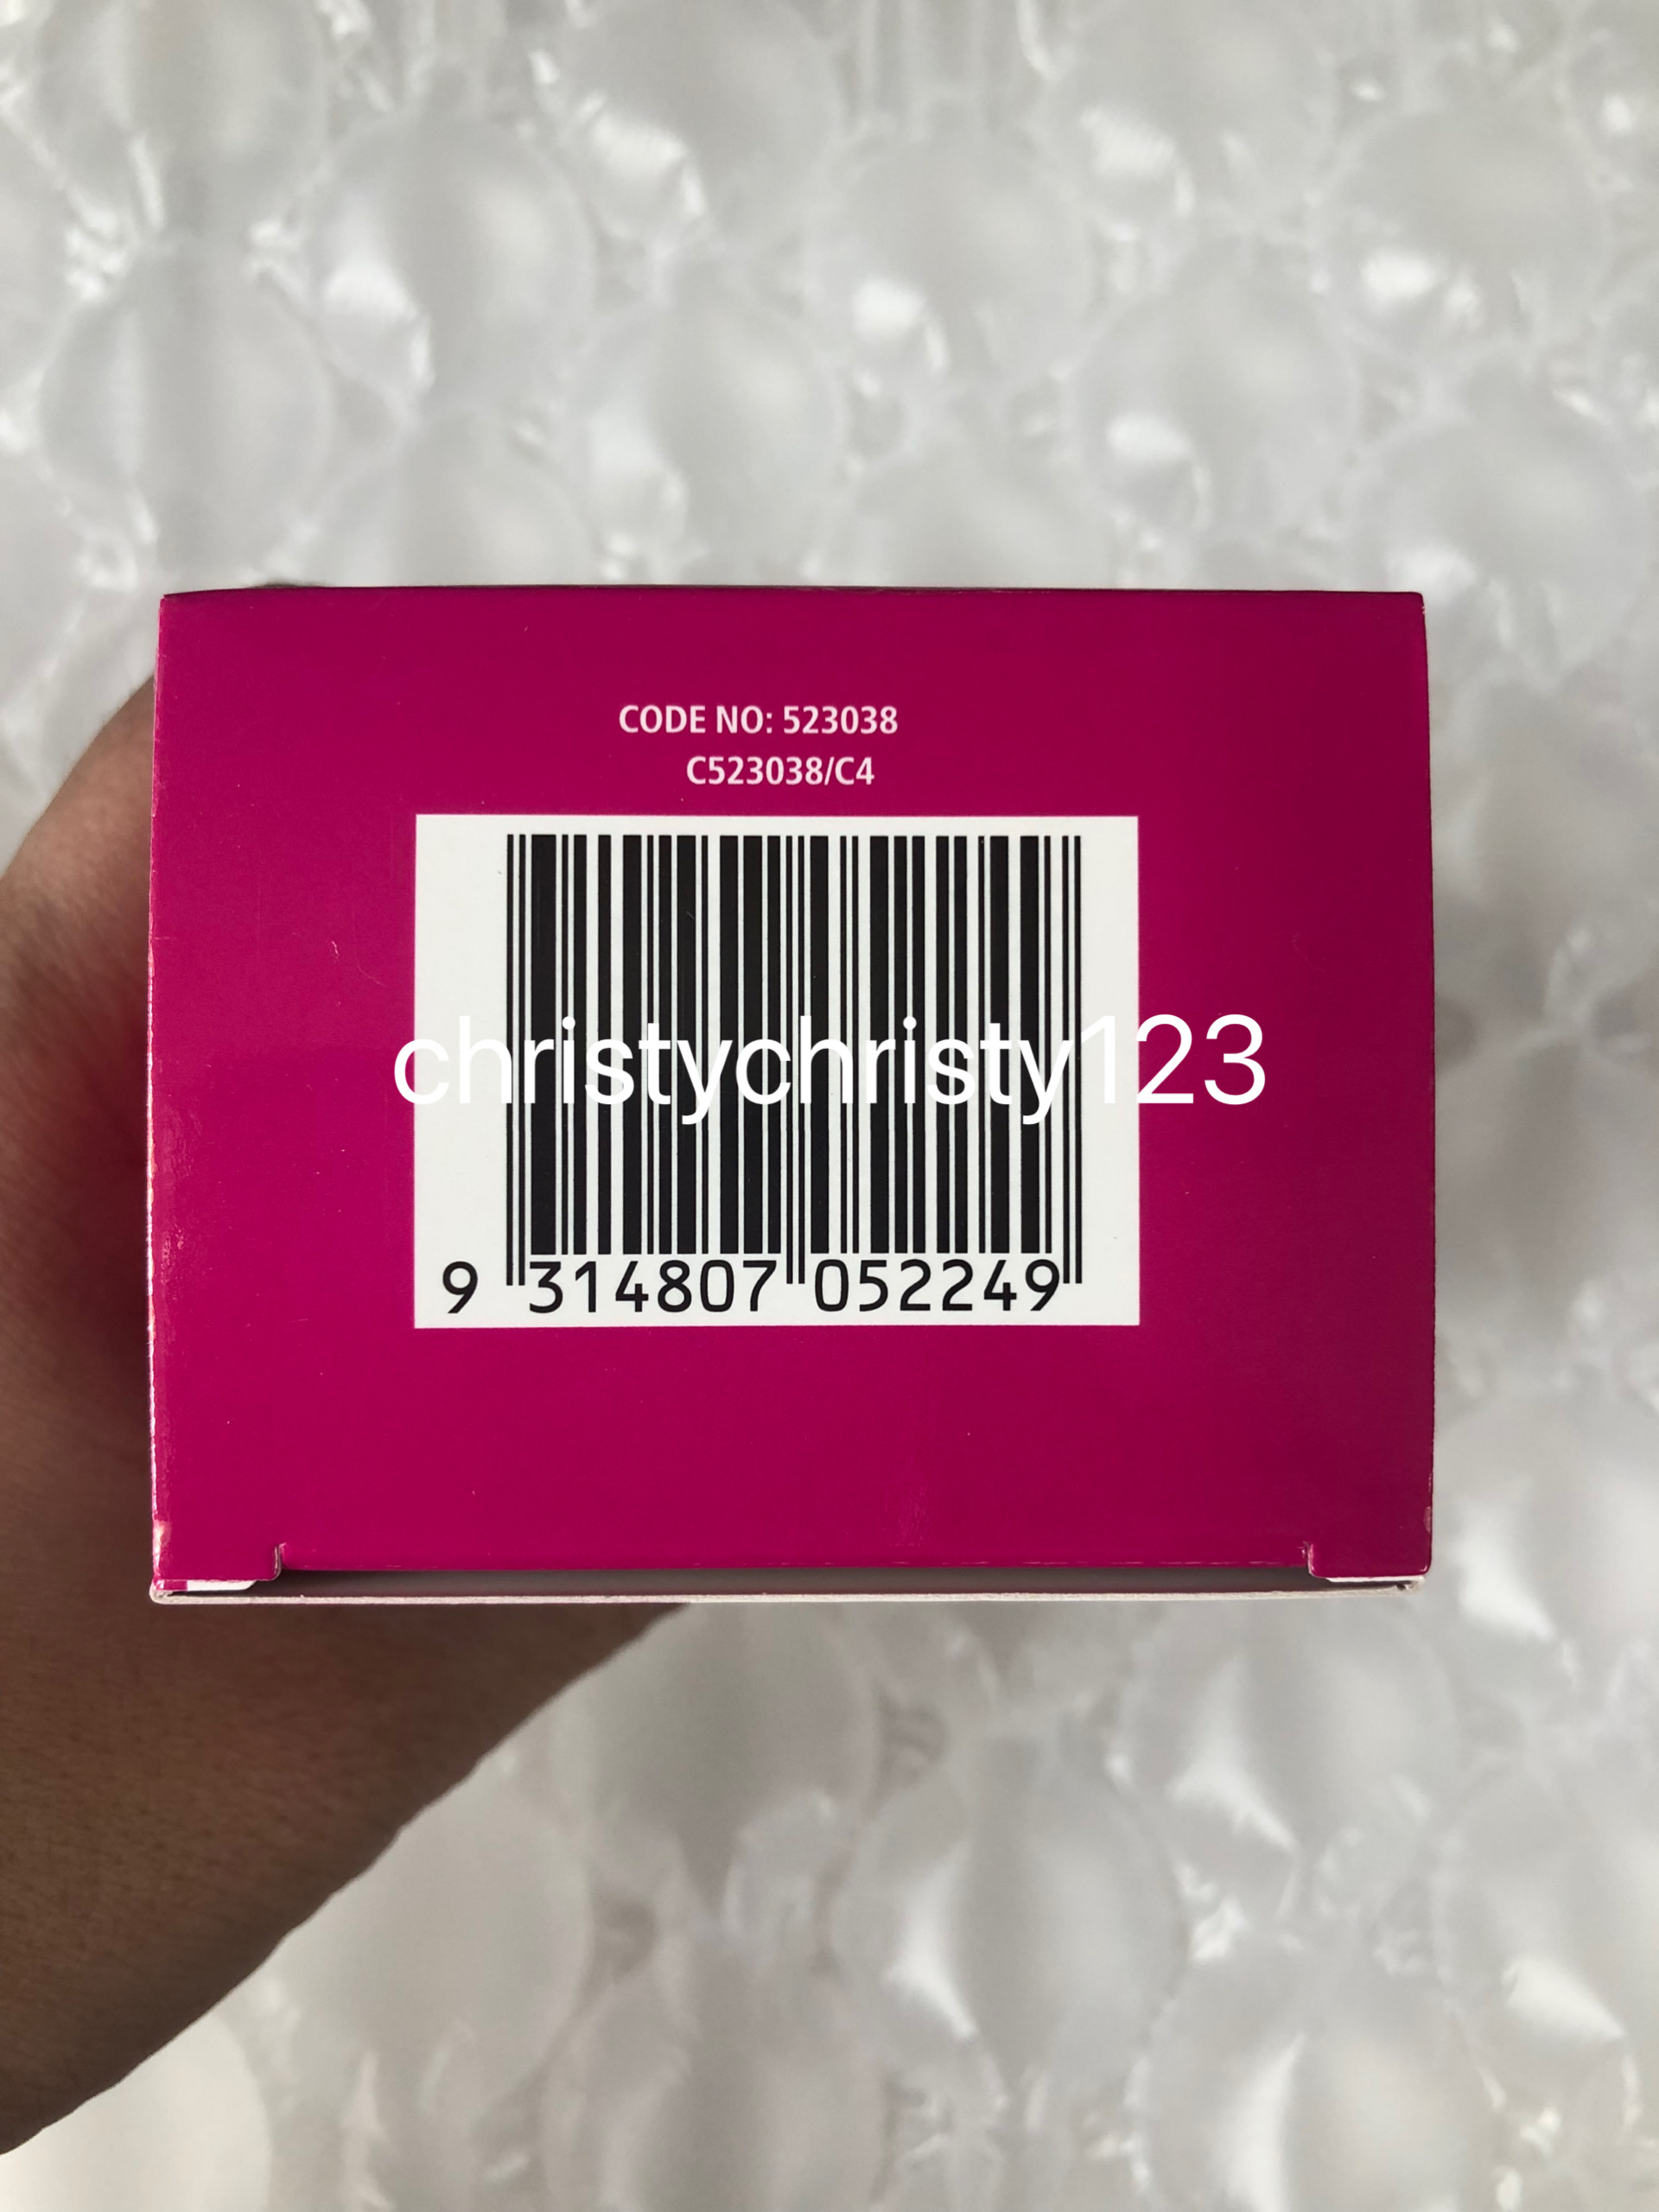 CODE NO: 523038
C523038/C4
christychristy123
9 314807 052249